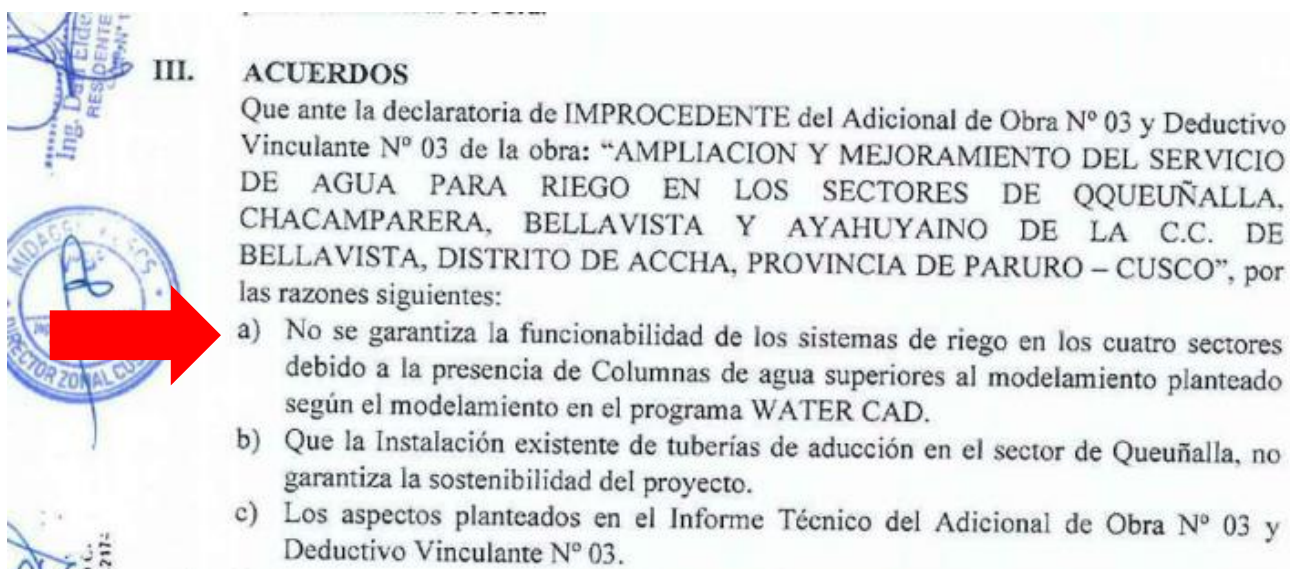 III. ACUERDOS
Que ante la declaratoria de IMPROCEDENTE del Adicional de Obra Nº 03 y Deductivo
Vinculante Nº 03 de la obra: “AMPLIACION Y MEJORAMIENTO DEL SERVICIO
DE AGUA PARA RIEGO EN LOS SECTORES DE QQUEUÑALLA,
CHACAMPARERA, BELLAVISTA Y AYAHUYAINO DE LA C.C. DE
BELLAVISTA, DISTRITO DE ACCHA, PROVINCIA DE PARURO – CUSCO”, por
las razones siguientes:
a) No se garantiza la funcionabilidad de los sistemas de riego en los cuatro sectores
debido a la presencia de Columnas de agua superiores al modelamiento planteado
según el modelamiento en el programa WATER CAD.
b) Que la Instalación existente de tuberías de aducción en el sector de Queuñalla, no
garantiza la sostenibilidad del proyecto.
c) Los aspectos planteados en el Informe Técnico del Adicional de Obra Nº 03 y
Deductivo Vinculante Nº 03.
Ing.
RESIDENTE
DIRECTOR ZONAL